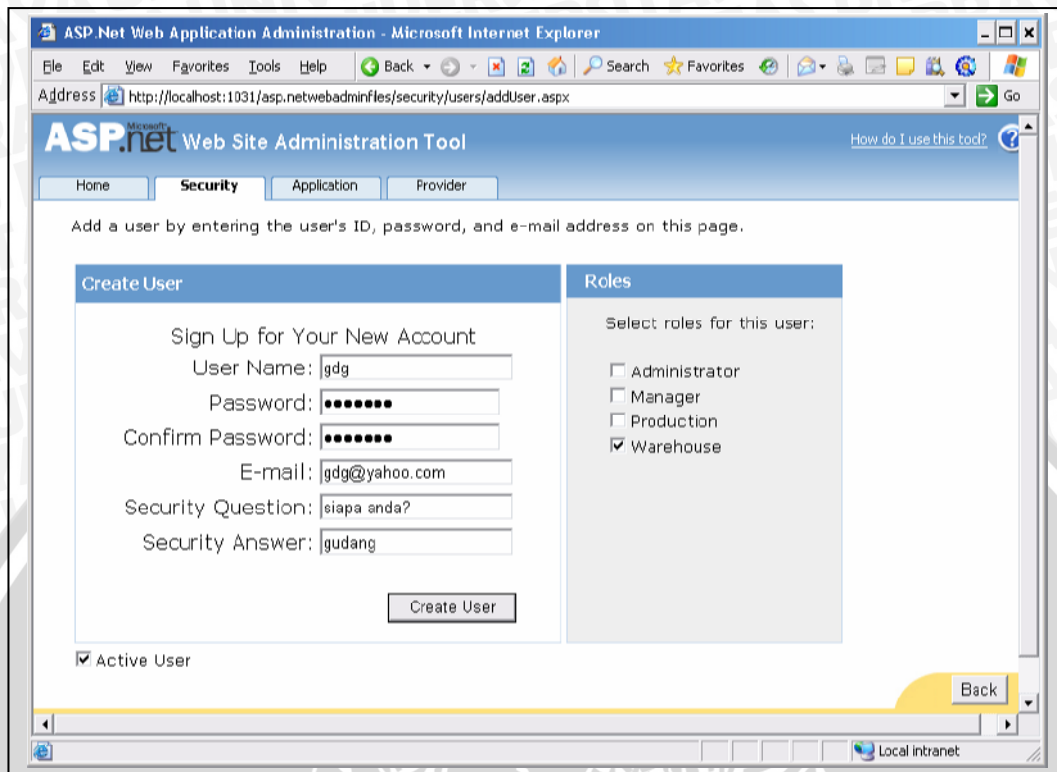 ASP.Net Web Application Administration - Microsoft Internet Explorer
File Edit View Favorites Tools Help Back Search Favorites
Address http://localhost:1031/asp.netwebadminfiles/security/users/addUser.aspx Go
Microsoft
ASP.net Web Site Administration Tool How do I use this tool? ?
Home Security Application Provider
Add a user by entering the user's ID, password, and e-mail address on this page.
Create User
Sign Up for Your New Account
User Name: gdg
Password: •••••••
Confirm Password: •••••••
E-mail: gdg@yahoo.com
Security Question: siapa anda?
Security Answer: gudang
Create User
Active User
Roles
Select roles for this user:
Administrator
Manager
Production
Warehouse
Back
Local intranet